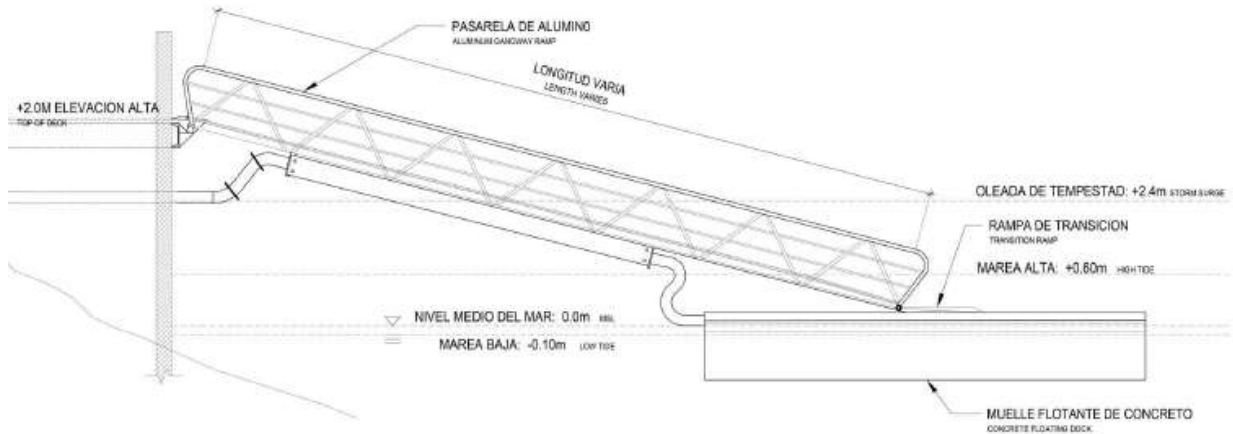 PASARELA DE ALUMINO
ALUMINUM GANGWAY RAMP
LONGITUD VARIA
LENGTH VARIES
+2.0M ELEVACION ALTA
TOP OF DECK
OLEADA DE TEMPESTAD: +2.4m STORM SURGE
RAMPA DE TRANSICION
TRANSITION RAMP
MAREA ALTA: +0.60m HIGH TIDE
NIVEL MEDIO DEL MAR: 0.0m MSL
MAREA BAJA: -0.10m LOW TIDE
MUELLE FLOTANTE DE CONCRETO
CONCRETE FLOATING DOCK